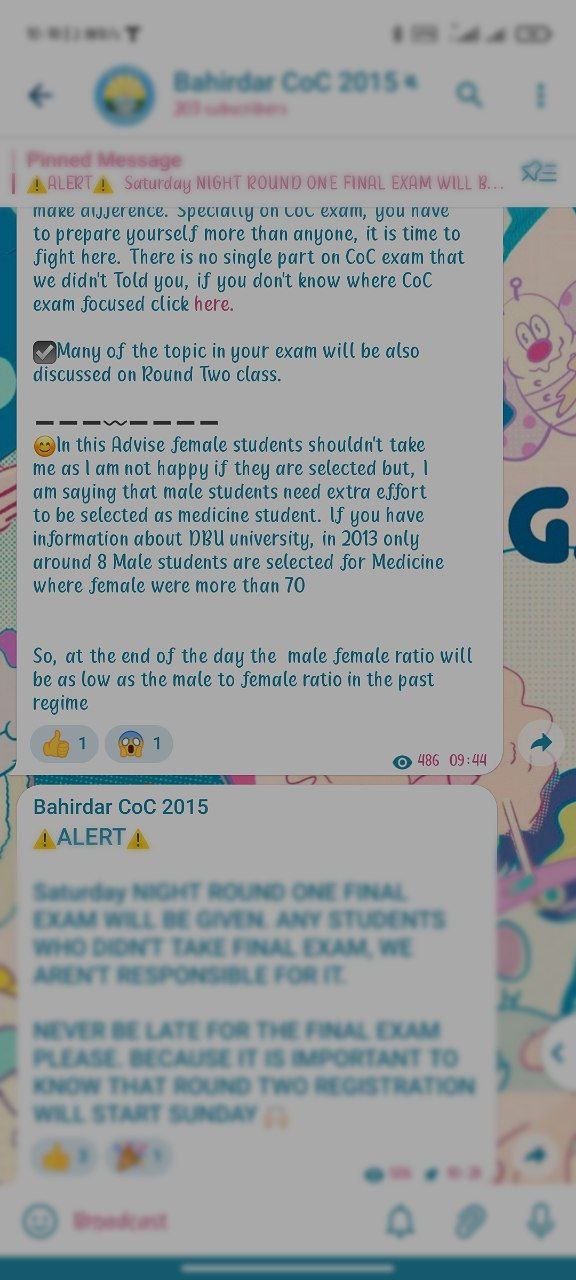 Bahirdar CoC 2015
203 subscribers
Pinned Message
⚠️ALERT⚠️ Saturday NIGHT ROUND ONE FINAL EXAM WILL B...
make difference. Specially on CoC exam, you have
to prepare yourself more than anyone, it is time to
fight here. There is no single part on CoC exam that
we didn't Told you, if you don't know where CoC
exam focused click here.
☑️Many of the topic in your exam will be also
discussed on Round Two class.
😊In this Advise female students shouldn't take
me as I am not happy if they are selected but, I
am saying that male students need extra effort
to be selected as medicine student. If you have
information about DBU university, in 2013 only
around 8 Male students are selected for Medicine
where female were more than 70
So, at the end of the day the male female ratio will
be as low as the male to female ratio in the past
regime
👍 1 😱 1
486 09:44
Bahirdar CoC 2015
⚠️ALERT⚠️
Saturday NIGHT ROUND ONE FINAL
EXAM WILL BE GIVEN. ANY STUDENTS
WHO DIDN'T TAKE FINAL EXAM, WE
AREN'T RESPONSIBLE FOR IT.
NEVER BE LATE FOR THE FINAL EXAM
PLEASE. BECAUSE IT IS IMPORTANT TO
KNOW THAT ROUND TWO REGISTRATION
WILL START SUNDAY
👍 3 🎉 1
G
Broadcast